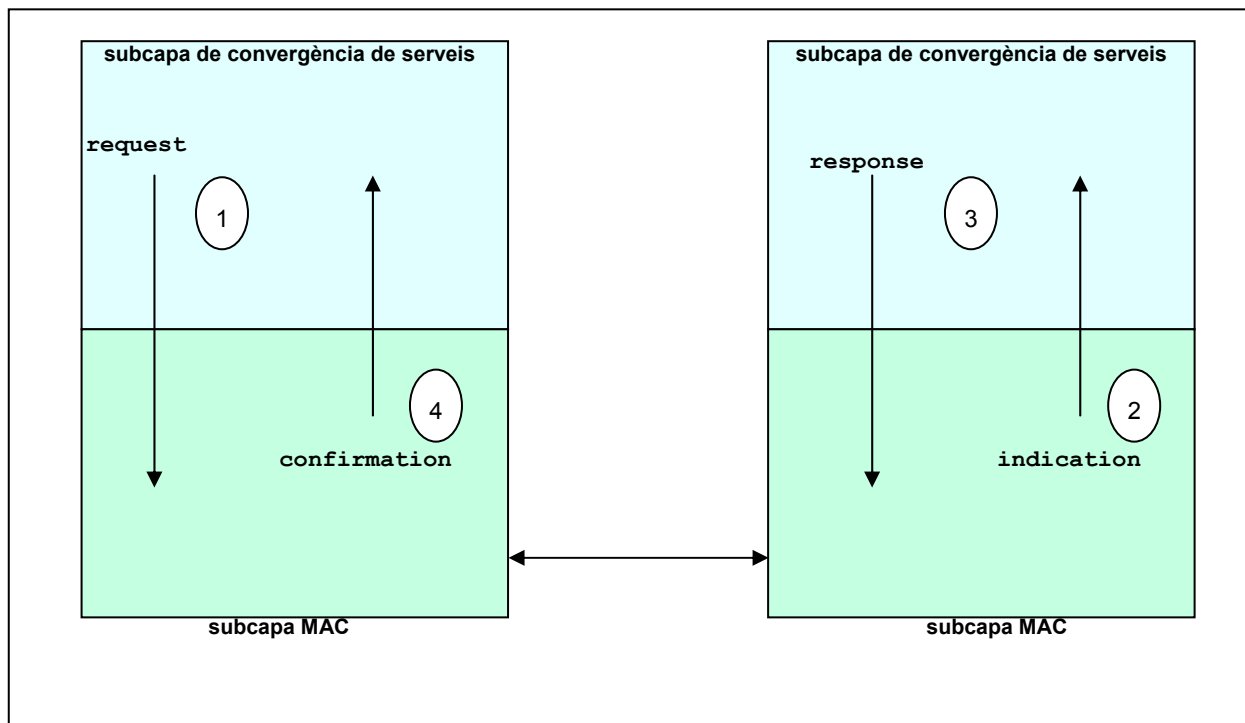 subcapa de convergència de serveis
request
1
4
confirmation
subcapa MAC
subcapa de convergència de serveis
response
3
2
indication
subcapa MAC